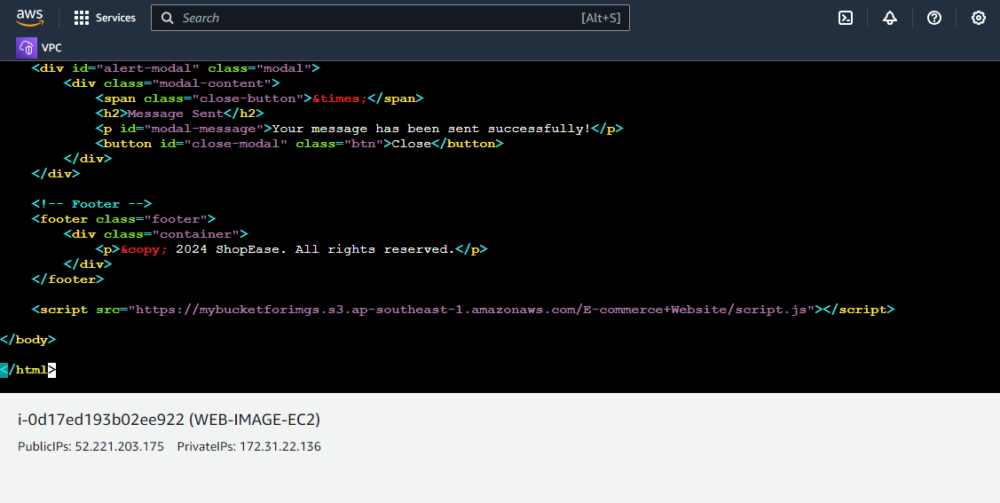 aws Services Search [Alt+S]
VPC
<div id="alert-modal" class="modal">
<div class="modal-content">
<span class="close-button">&times;</span>
<h2>Message Sent</h2>
<p id="modal-message">Your message has been sent successfully!</p>
<button id="close-modal" class="btn">Close</button>
</div>
</div>
<!-- Footer -->
<footer class="footer">
<div class="container">
<p>&copy; 2024 ShopEase. All rights reserved.</p>
</div>
</footer>
<script src="https://mybucketforimgs.s3.ap-southeast-1.amazonaws.com/E-commerce+Website/script.js"></script>
</body>
</html>
i-0d17ed193b02ee922 (WEB-IMAGE-EC2)
PublicIPs: 52.221.203.175 PrivateIPs: 172.31.22.136